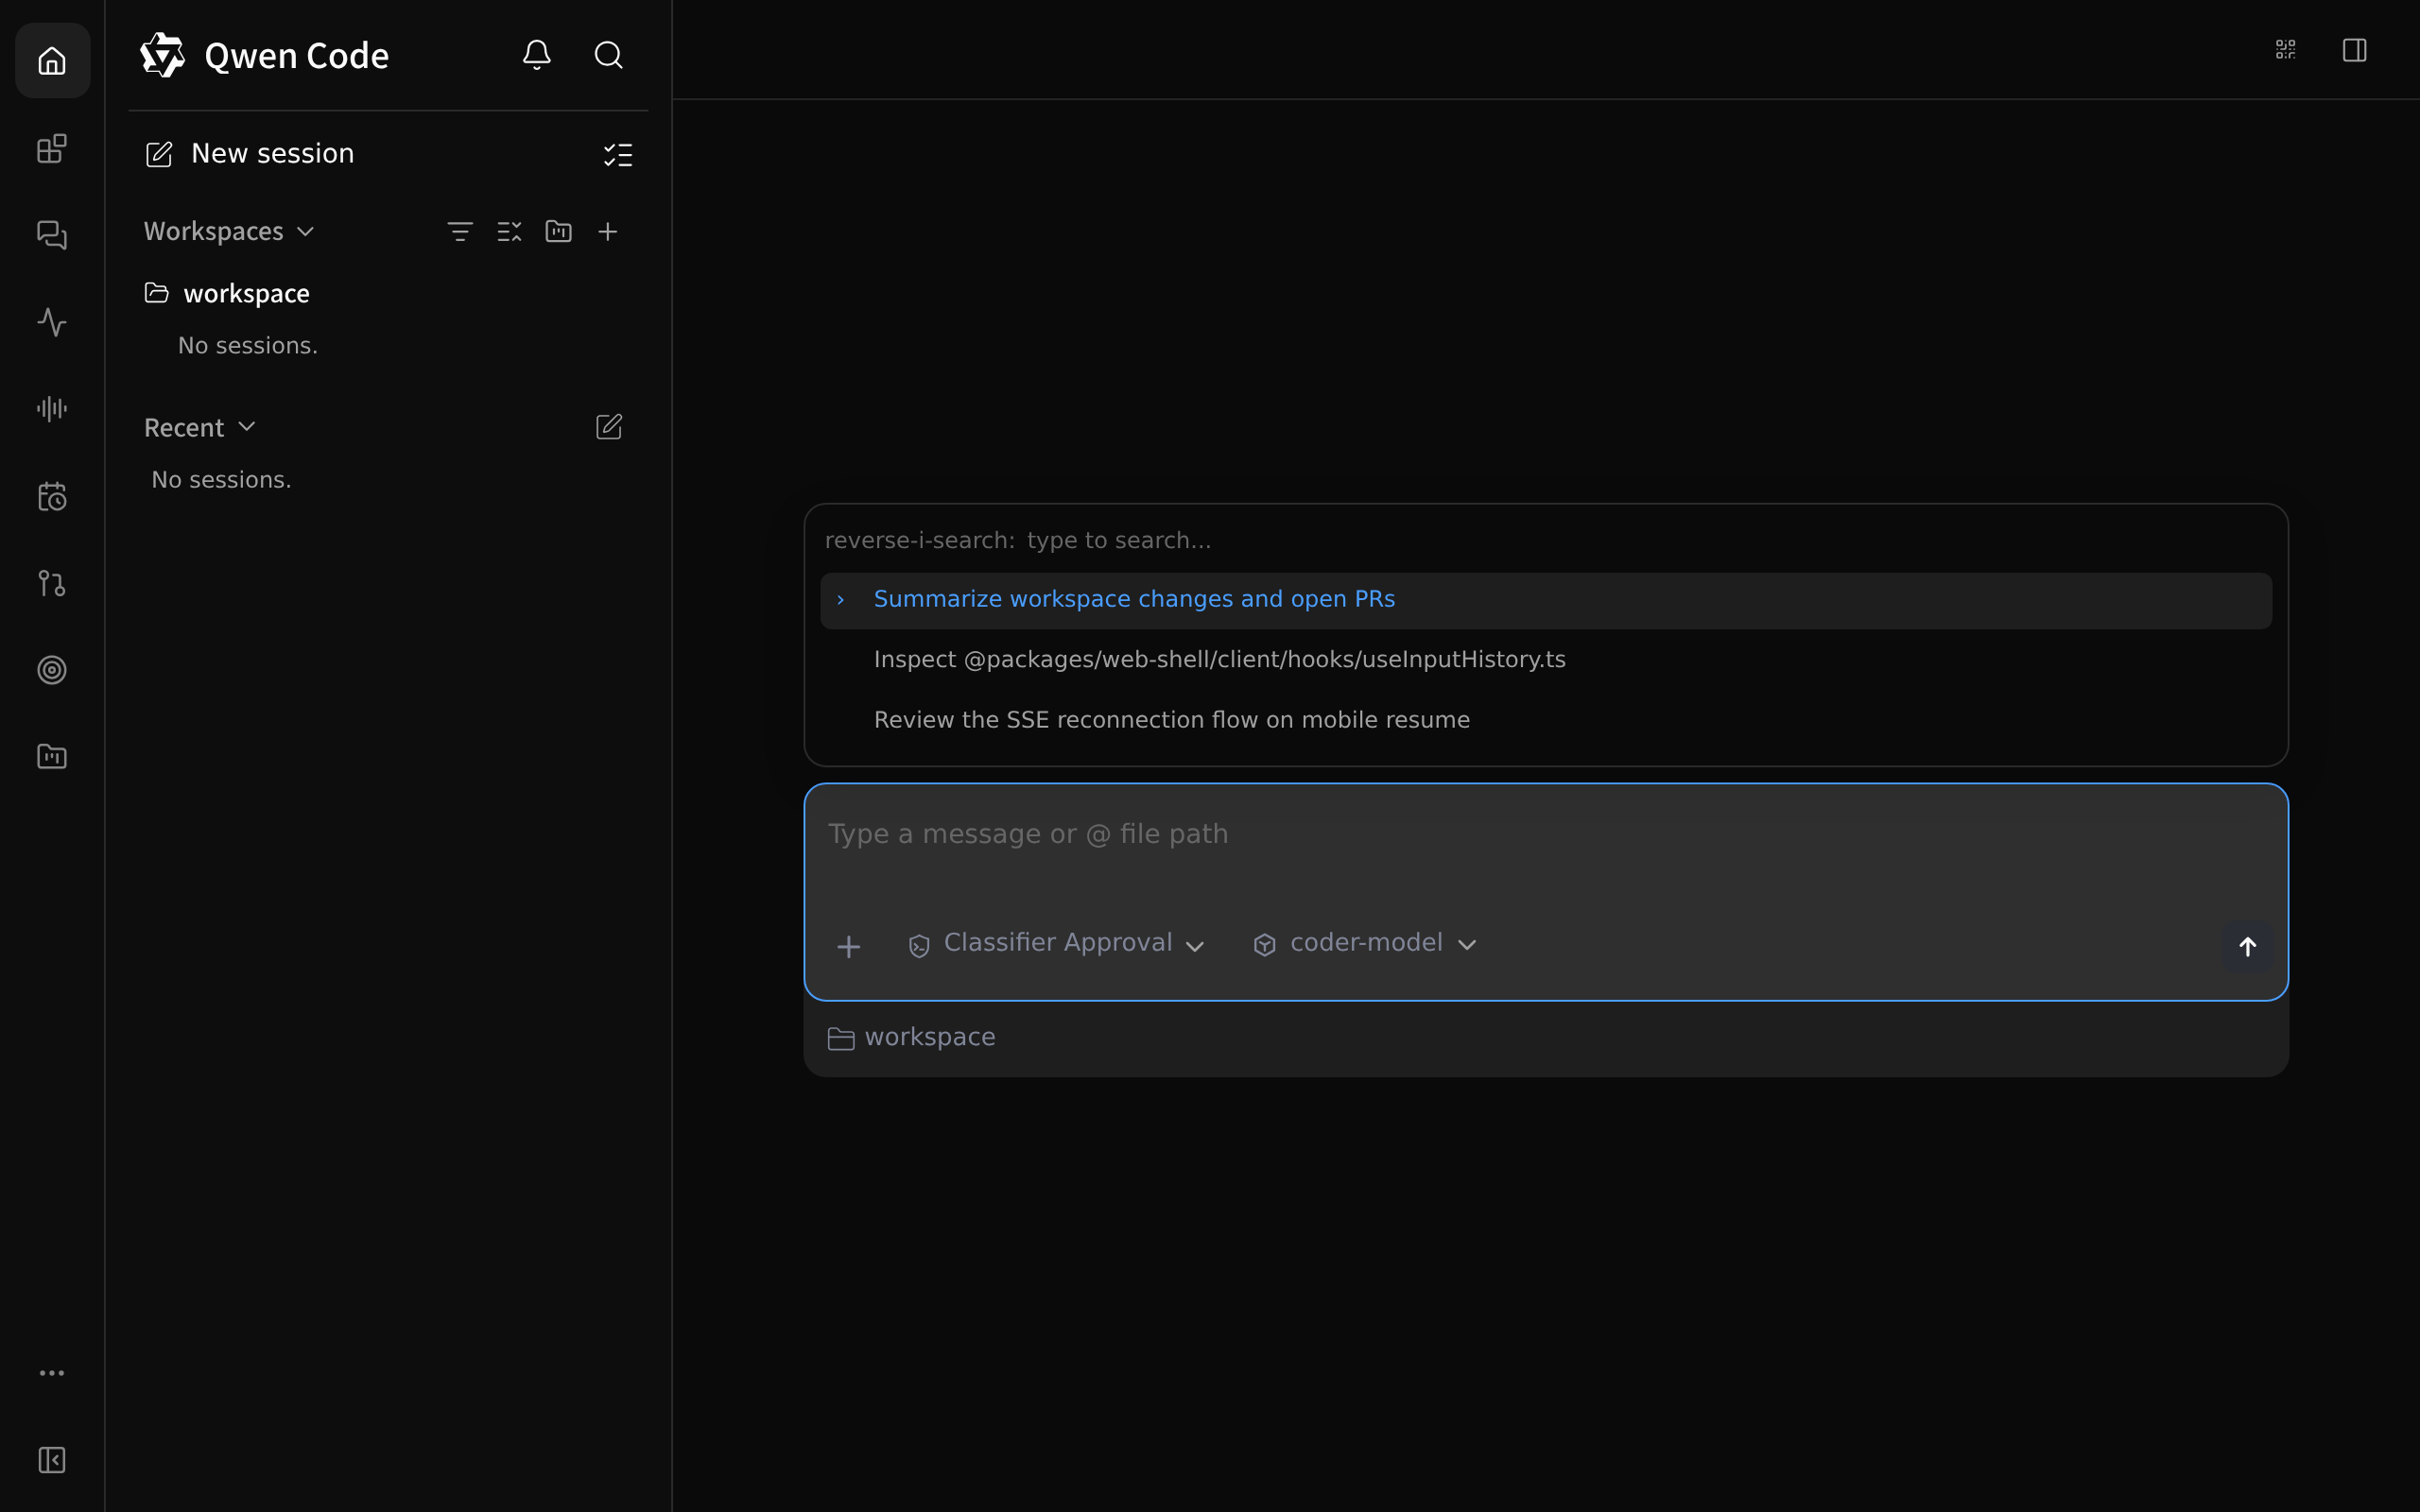 Qwen Code
New session
Workspaces
workspace
No sessions.
Recent
No sessions.
reverse-i-search: type to search...
› Summarize workspace changes and open PRs
Inspect @packages/web-shell/client/hooks/useInputHistory.ts
Review the SSE reconnection flow on mobile resume
Type a message or @ file path
Classifier Approval
coder-model
workspace